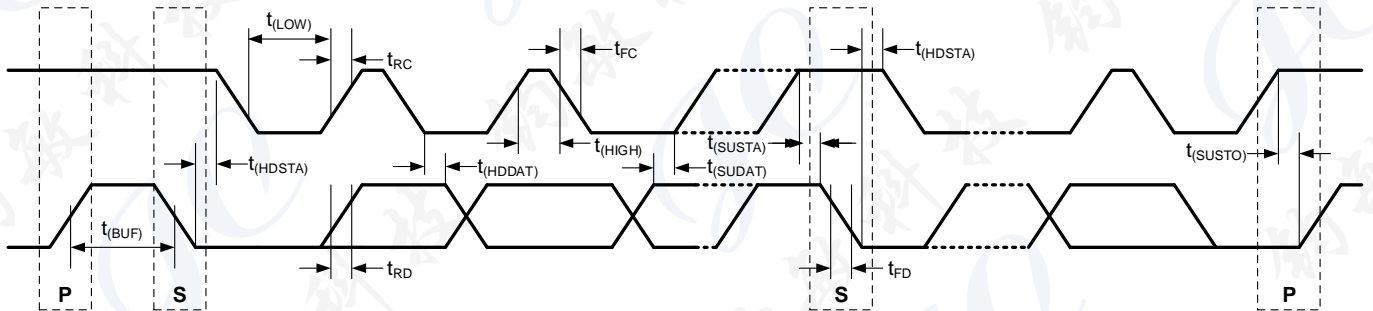 t(LOW)
tRC
tFC
t(HDSTA)
t(HDSTA)
t(HDDAT)
t(HIGH)
t(SUSTA)
t(SUDAT)
t(SUSTO)
t(BUF)
tRD
tFD
P
S
S
P